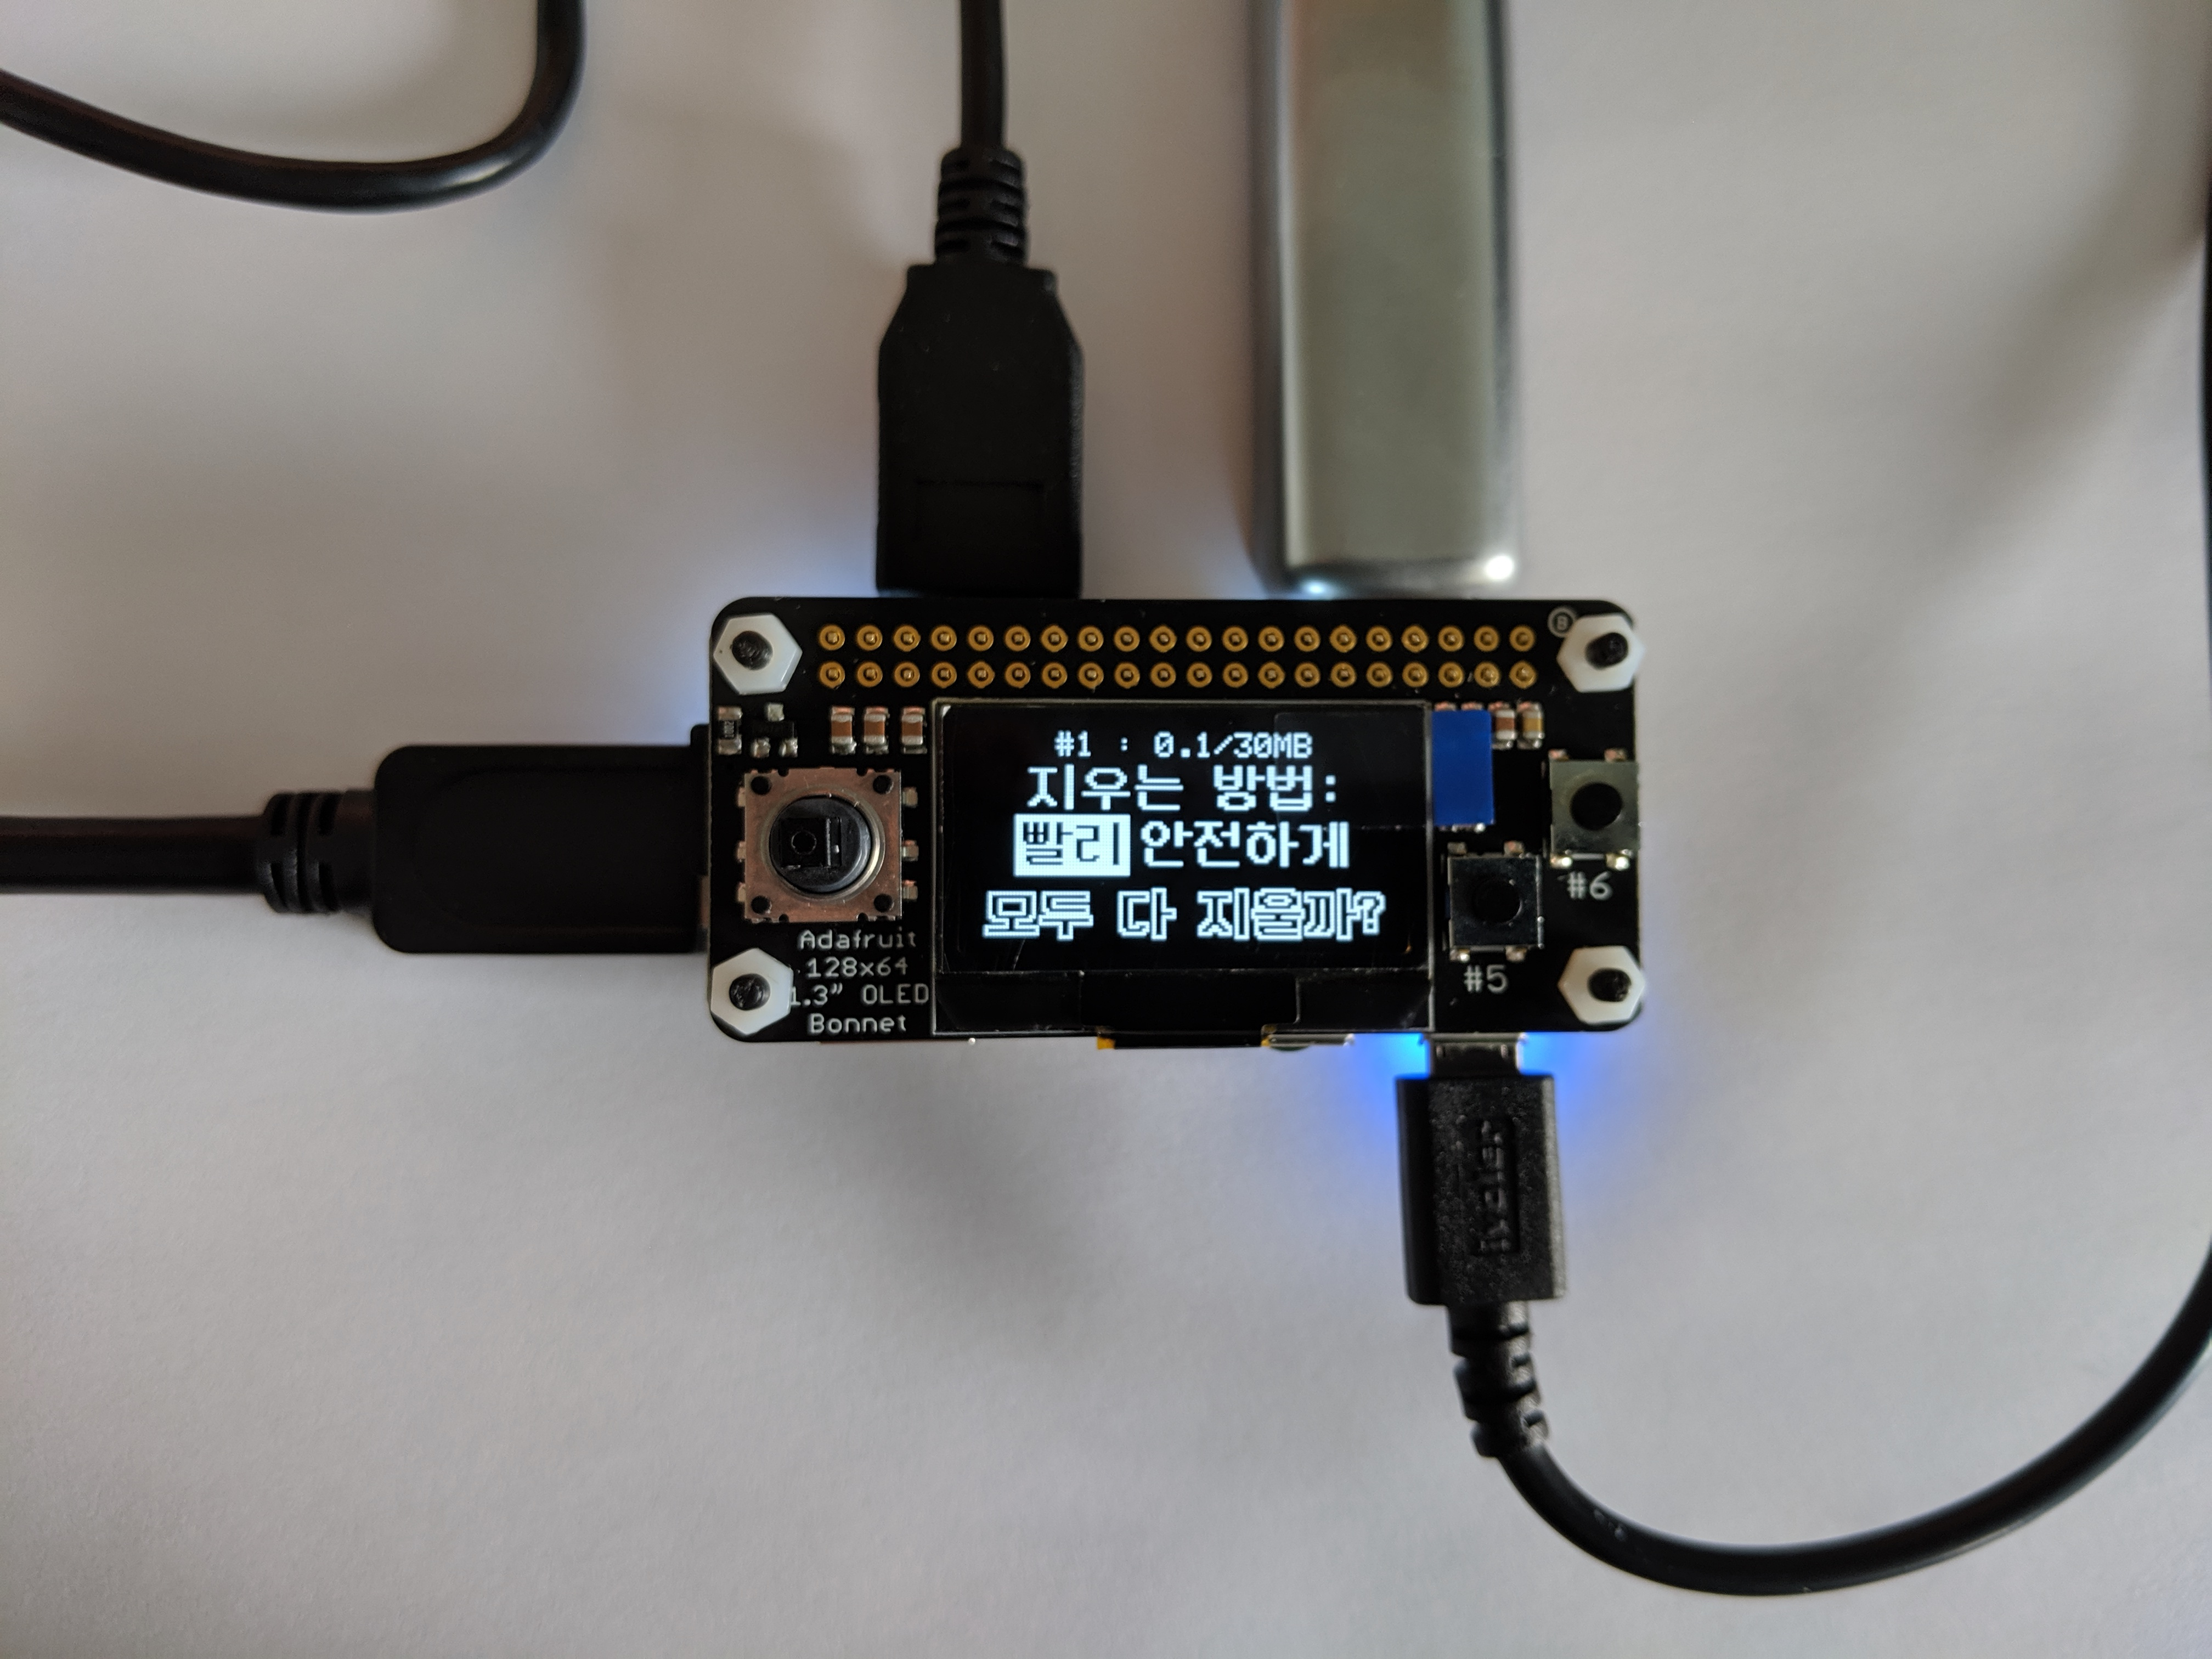 #1 : 0.1/30MB
지우는 방법:
빨리 안전하게
모두 다 지울까?
Adafruit
128x64
1.3" OLED
Bonnet
#6
#5